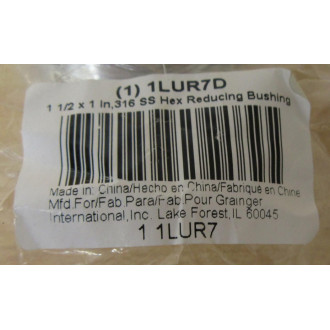 (1) 1LUR7D
1 1/2 x 1 In,316 SS Hex Reducing Bushing
Made in: China/Hecho en China/Fabriqué en Chine
Mfd.For/Fab.Para/Fab.Pour Grainger
International,Inc. Lake Forest,IL 60045
1 1LUR7